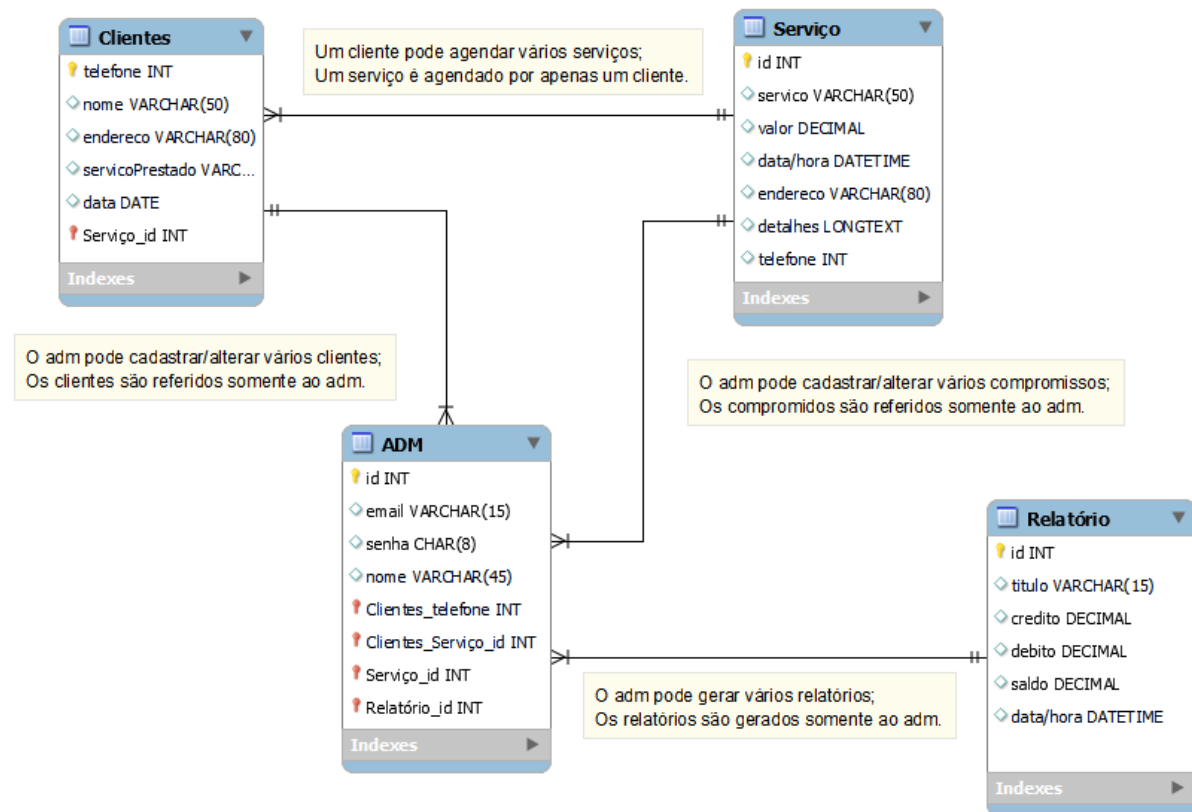 Clientes
telefone INT
nome VARCHAR(50)
endereco VARCHAR(80)
servicoPrestado VARC...
data DATE
Serviço_id INT
Indexes
Um cliente pode agendar vários serviços;
Um serviço é agendado por apenas um cliente.
Serviço
id INT
servico VARCHAR(50)
valor DECIMAL
data/hora DATETIME
endereco VARCHAR(80)
detalhes LONGTEXT
telefone INT
Indexes
O adm pode cadastrar/alterar vários clientes;
Os clientes são referidos somente ao adm.
O adm pode cadastrar/alterar vários compromissos;
Os compromidos são referidos somente ao adm.
ADM
id INT
email VARCHAR(15)
senha CHAR(8)
nome VARCHAR(45)
Clientes_telefone INT
Clientes_Serviço_id INT
Serviço_id INT
Relatório_id INT
Indexes
O adm pode gerar vários relatórios;
Os relatórios são gerados somente ao adm.
Relatório
id INT
titulo VARCHAR(15)
credito DECIMAL
debito DECIMAL
saldo DECIMAL
data/hora DATETIME
Indexes